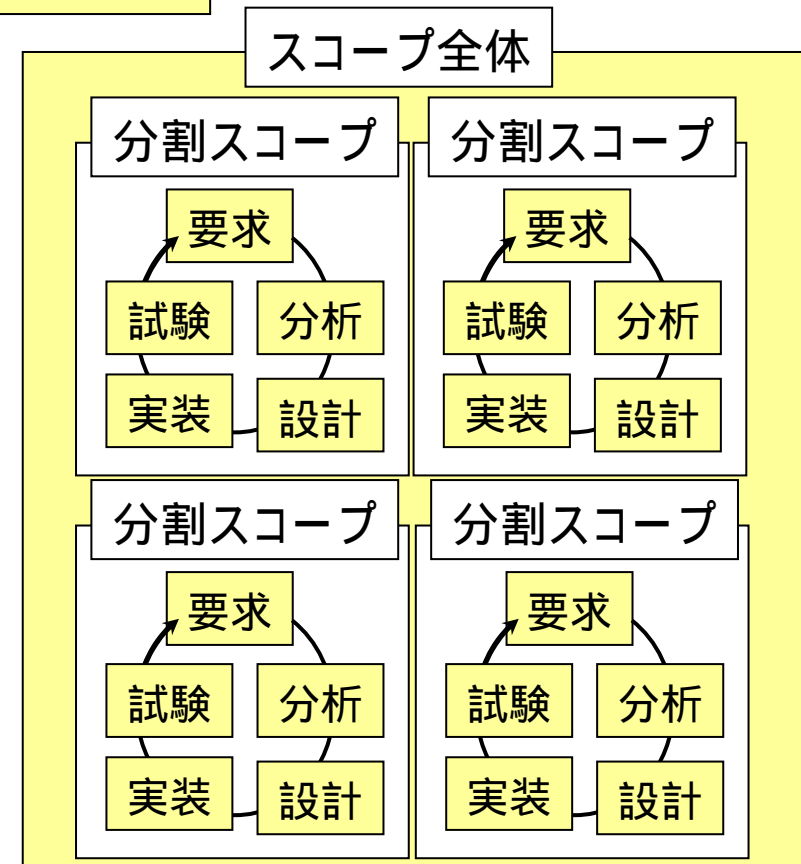 スコープ全体
分割スコープ
要求
試験
分析
実装
設計
分割スコープ
要求
試験
分析
実装
設計
分割スコープ
要求
試験
分析
実装
設計
分割スコープ
要求
試験
分析
実装
設計